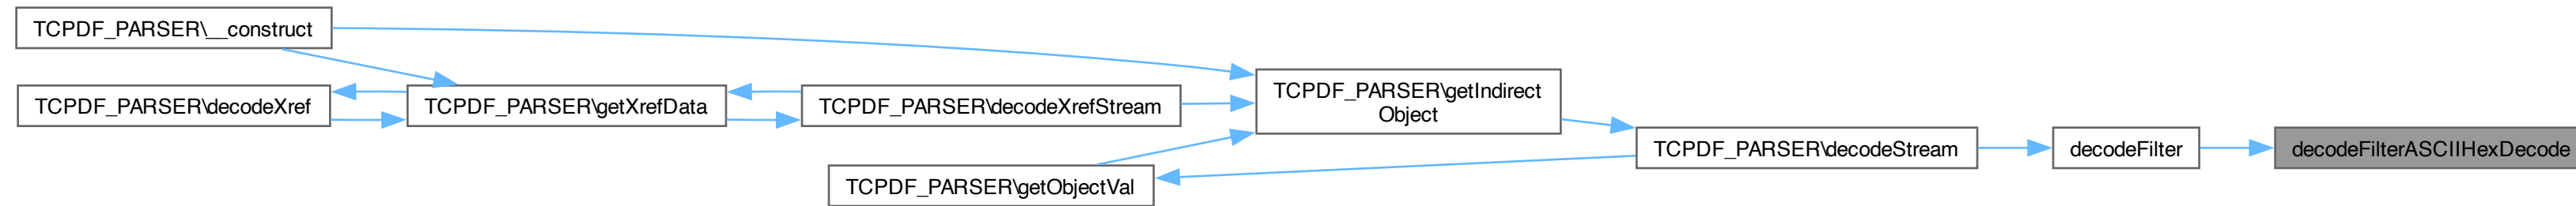 TCPDF_PARSER\__construct
TCPDF_PARSER\decodeXref
TCPDF_PARSER\getXrefData
TCPDF_PARSER\decodeXrefStream
TCPDF_PARSER\getObjectVal
TCPDF_PARSER\getIndirect
Object
TCPDF_PARSER\decodeStream
decodeFilter
decodeFilterASCIIHexDecode